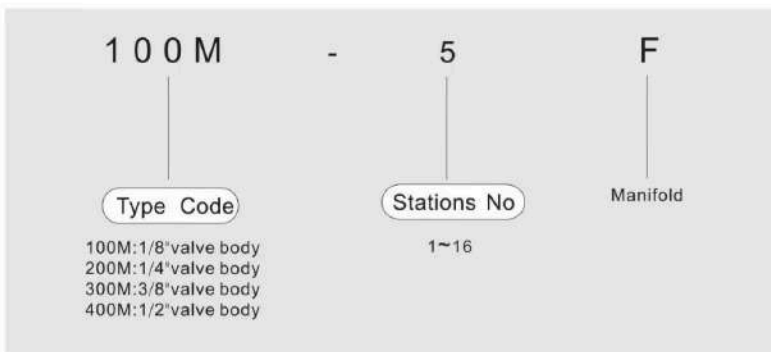 100M - 5 F
Type Code Stations No Manifold
100M:1/8"valve body 1~16
200M:1/4"valve body
300M:3/8"valve body
400M:1/2"valve body